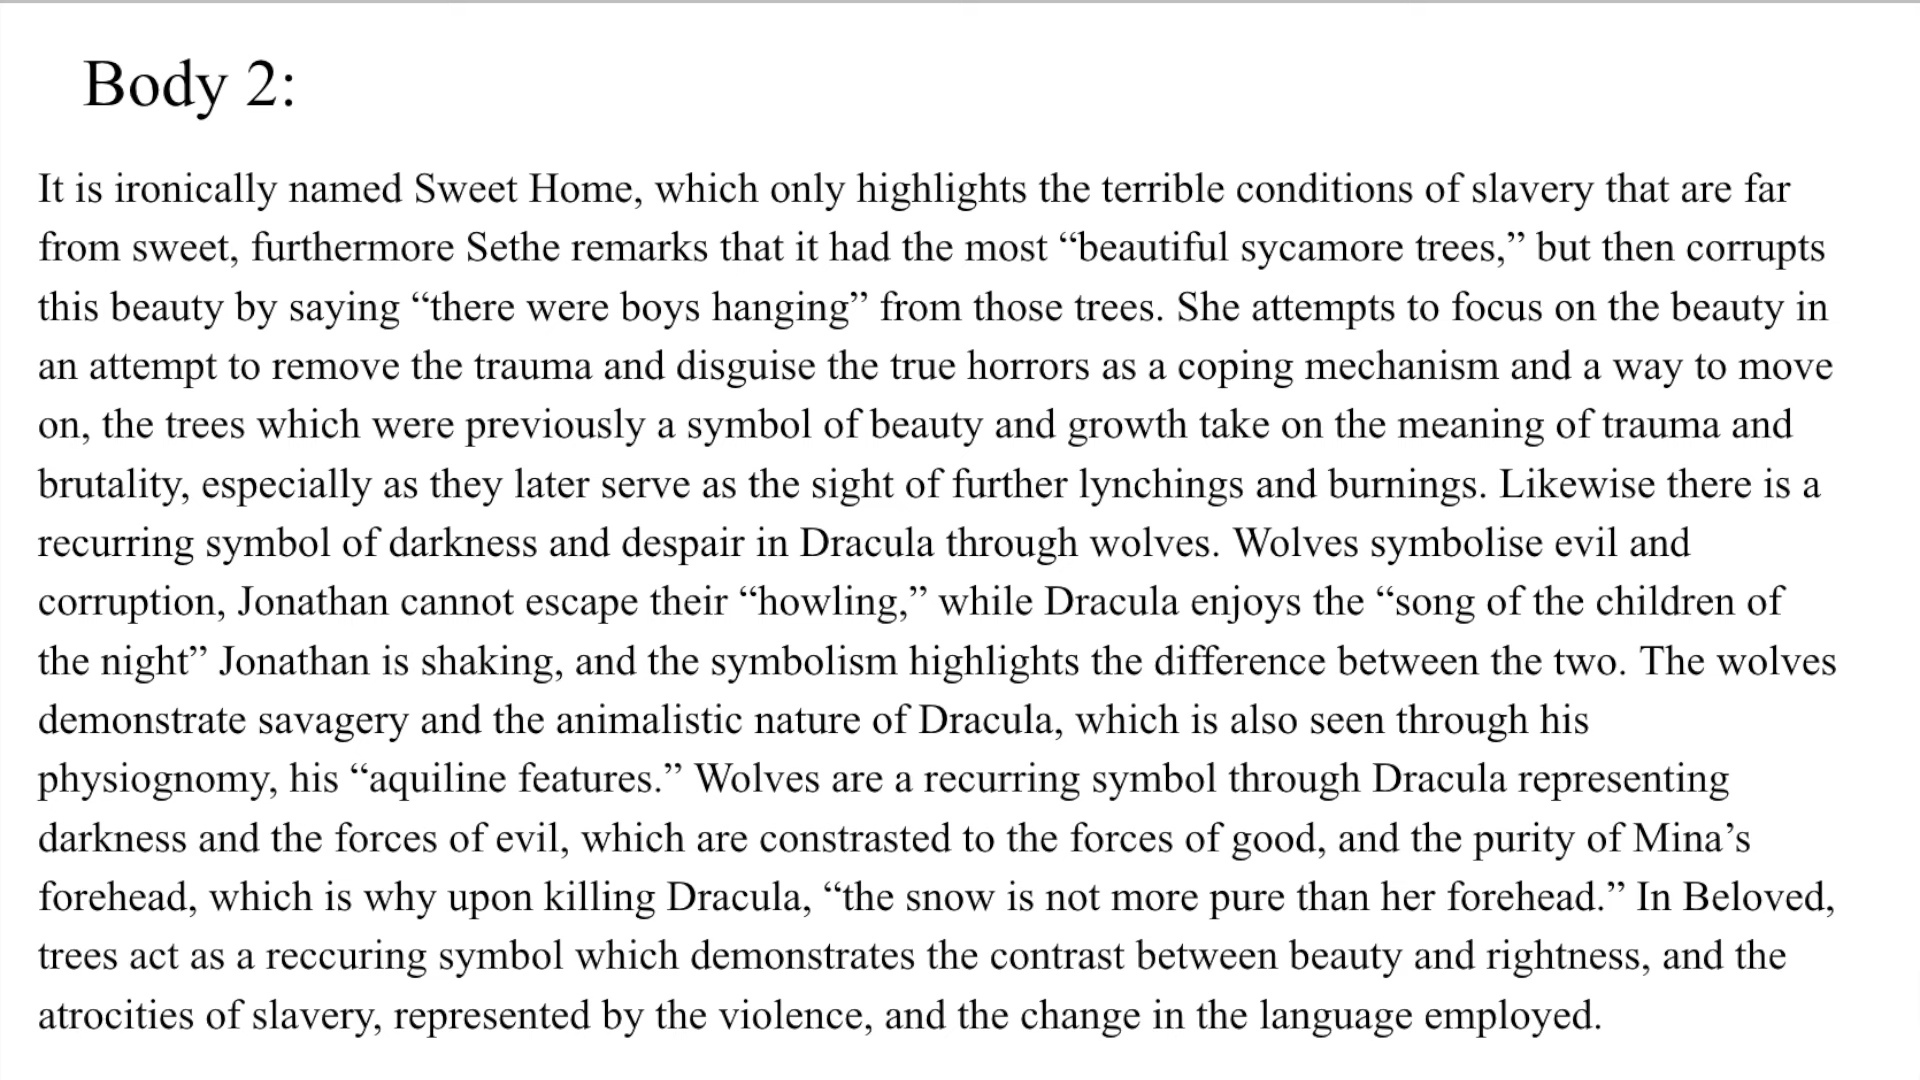 Body 2:
It is ironically named Sweet Home, which only highlights the terrible conditions of slavery that are far
from sweet, furthermore Sethe remarks that it had the most “beautiful sycamore trees,” but then corrupts
this beauty by saying “there were boys hanging” from those trees. She attempts to focus on the beauty in
an attempt to remove the trauma and disguise the true horrors as a coping mechanism and a way to move
on, the trees which were previously a symbol of beauty and growth take on the meaning of trauma and
brutality, especially as they later serve as the sight of further lynchings and burnings. Likewise there is a
recurring symbol of darkness and despair in Dracula through wolves. Wolves symbolise evil and
corruption, Jonathan cannot escape their “howling,” while Dracula enjoys the “song of the children of
the night” Jonathan is shaking, and the symbolism highlights the difference between the two. The wolves
demonstrate savagery and the animalistic nature of Dracula, which is also seen through his
physiognomy, his “aquiline features.” Wolves are a recurring symbol through Dracula representing
darkness and the forces of evil, which are constrasted to the forces of good, and the purity of Mina’s
forehead, which is why upon killing Dracula, “the snow is not more pure than her forehead.” In Beloved,
trees act as a reccuring symbol which demonstrates the contrast between beauty and rightness, and the
atrocities of slavery, represented by the violence, and the change in the language employed.